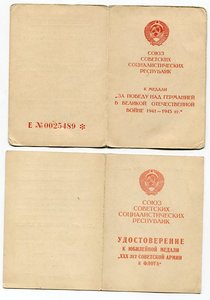 СОЮЗ
СОВЕТСКИХ
СОЦИАЛИСТИЧЕСКИХ
РЕСПУБЛИК
К МЕДАЛИ
„ЗА ПОБЕДУ НАД ГЕРМАНИЕЙ
В ВЕЛИКОЙ ОТЕЧЕСТВЕННОЙ
ВОЙНЕ 1941—1945 гг."
Е №0025489 *
СОЮЗ
СОВЕТСКИХ
СОЦИАЛИСТИЧЕСКИХ
РЕСПУБЛИК
УДОСТОВЕРЕНИЕ
К ЮБИЛЕЙНОЙ МЕДАЛИ
«XXX ЛЕТ СОВЕТСКОЙ АРМИИ
и ФЛОТА»